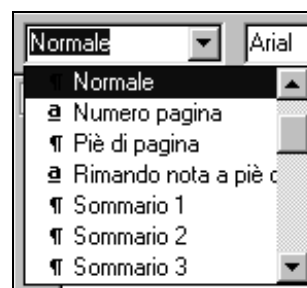 Normale Arial
¶ Normale
a Numero pagina
¶ Piè di pagina
a Rimando nota a piè
¶ Sommario 1
¶ Sommario 2
¶ Sommario 3